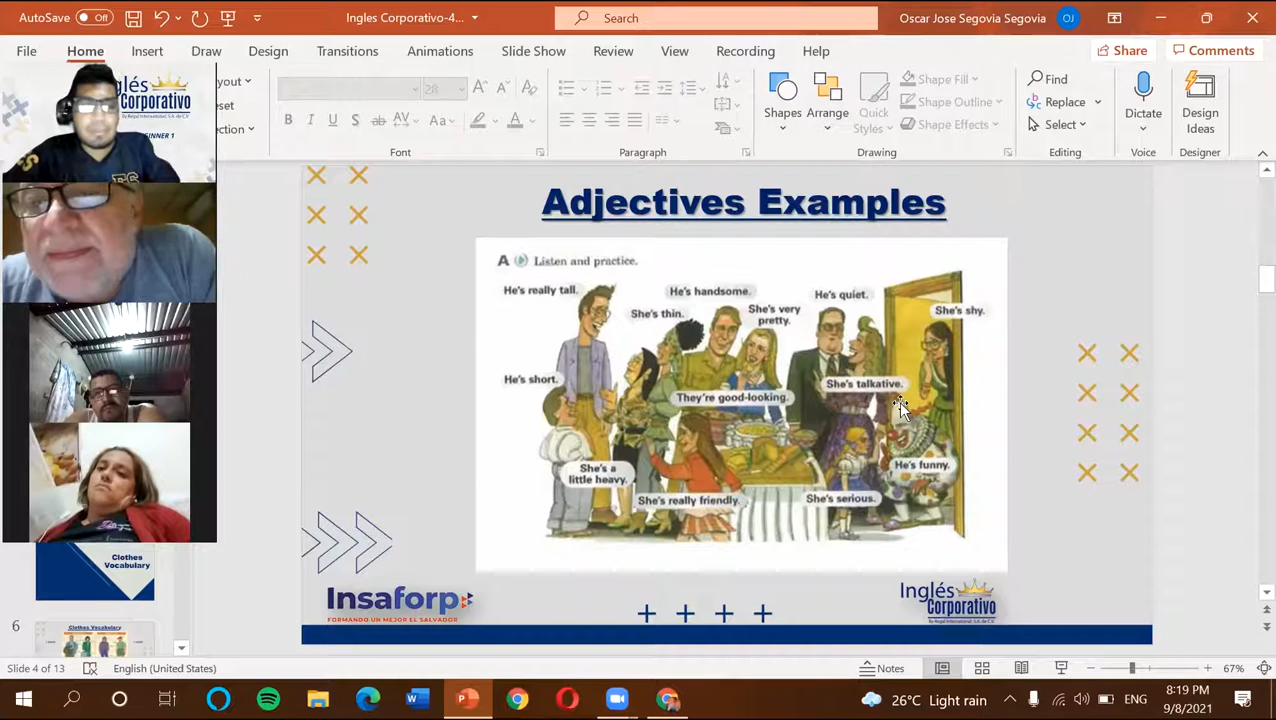 AutoSave Off
Ingles Corporativo-4...
Search
Oscar Jose Segovia Segovia OJ
File Home Insert Draw Design Transitions Animations Slide Show Review View Recording Help
Share Comments
Find
Replace
Select
Shapes
Arrange
Quick
Styles
Shape Fill
Shape Outline
Shape Effects
Dictate
Design
Ideas
Font
Paragraph
Drawing
Editing
Voice
Designer
Adjectives Examples
A Listen and practice.
He's really tall.
He's handsome.
He's quiet.
She's thin.
She's very
pretty.
She's shy.
He's short.
She's talkative.
They're good-looking.
She's a
little heavy.
He's funny.
She's really friendly.
She's serious.
Insaforp
FORMANDO UN MEJOR EL SALVADOR
Inglés
Corporativo
Clothes
Vocabulary
6
Clothes Vocabulary
Slide 4 of 13
English (United States)
Notes
67%
26°C Light rain
ENG
8:19 PM
9/8/2021